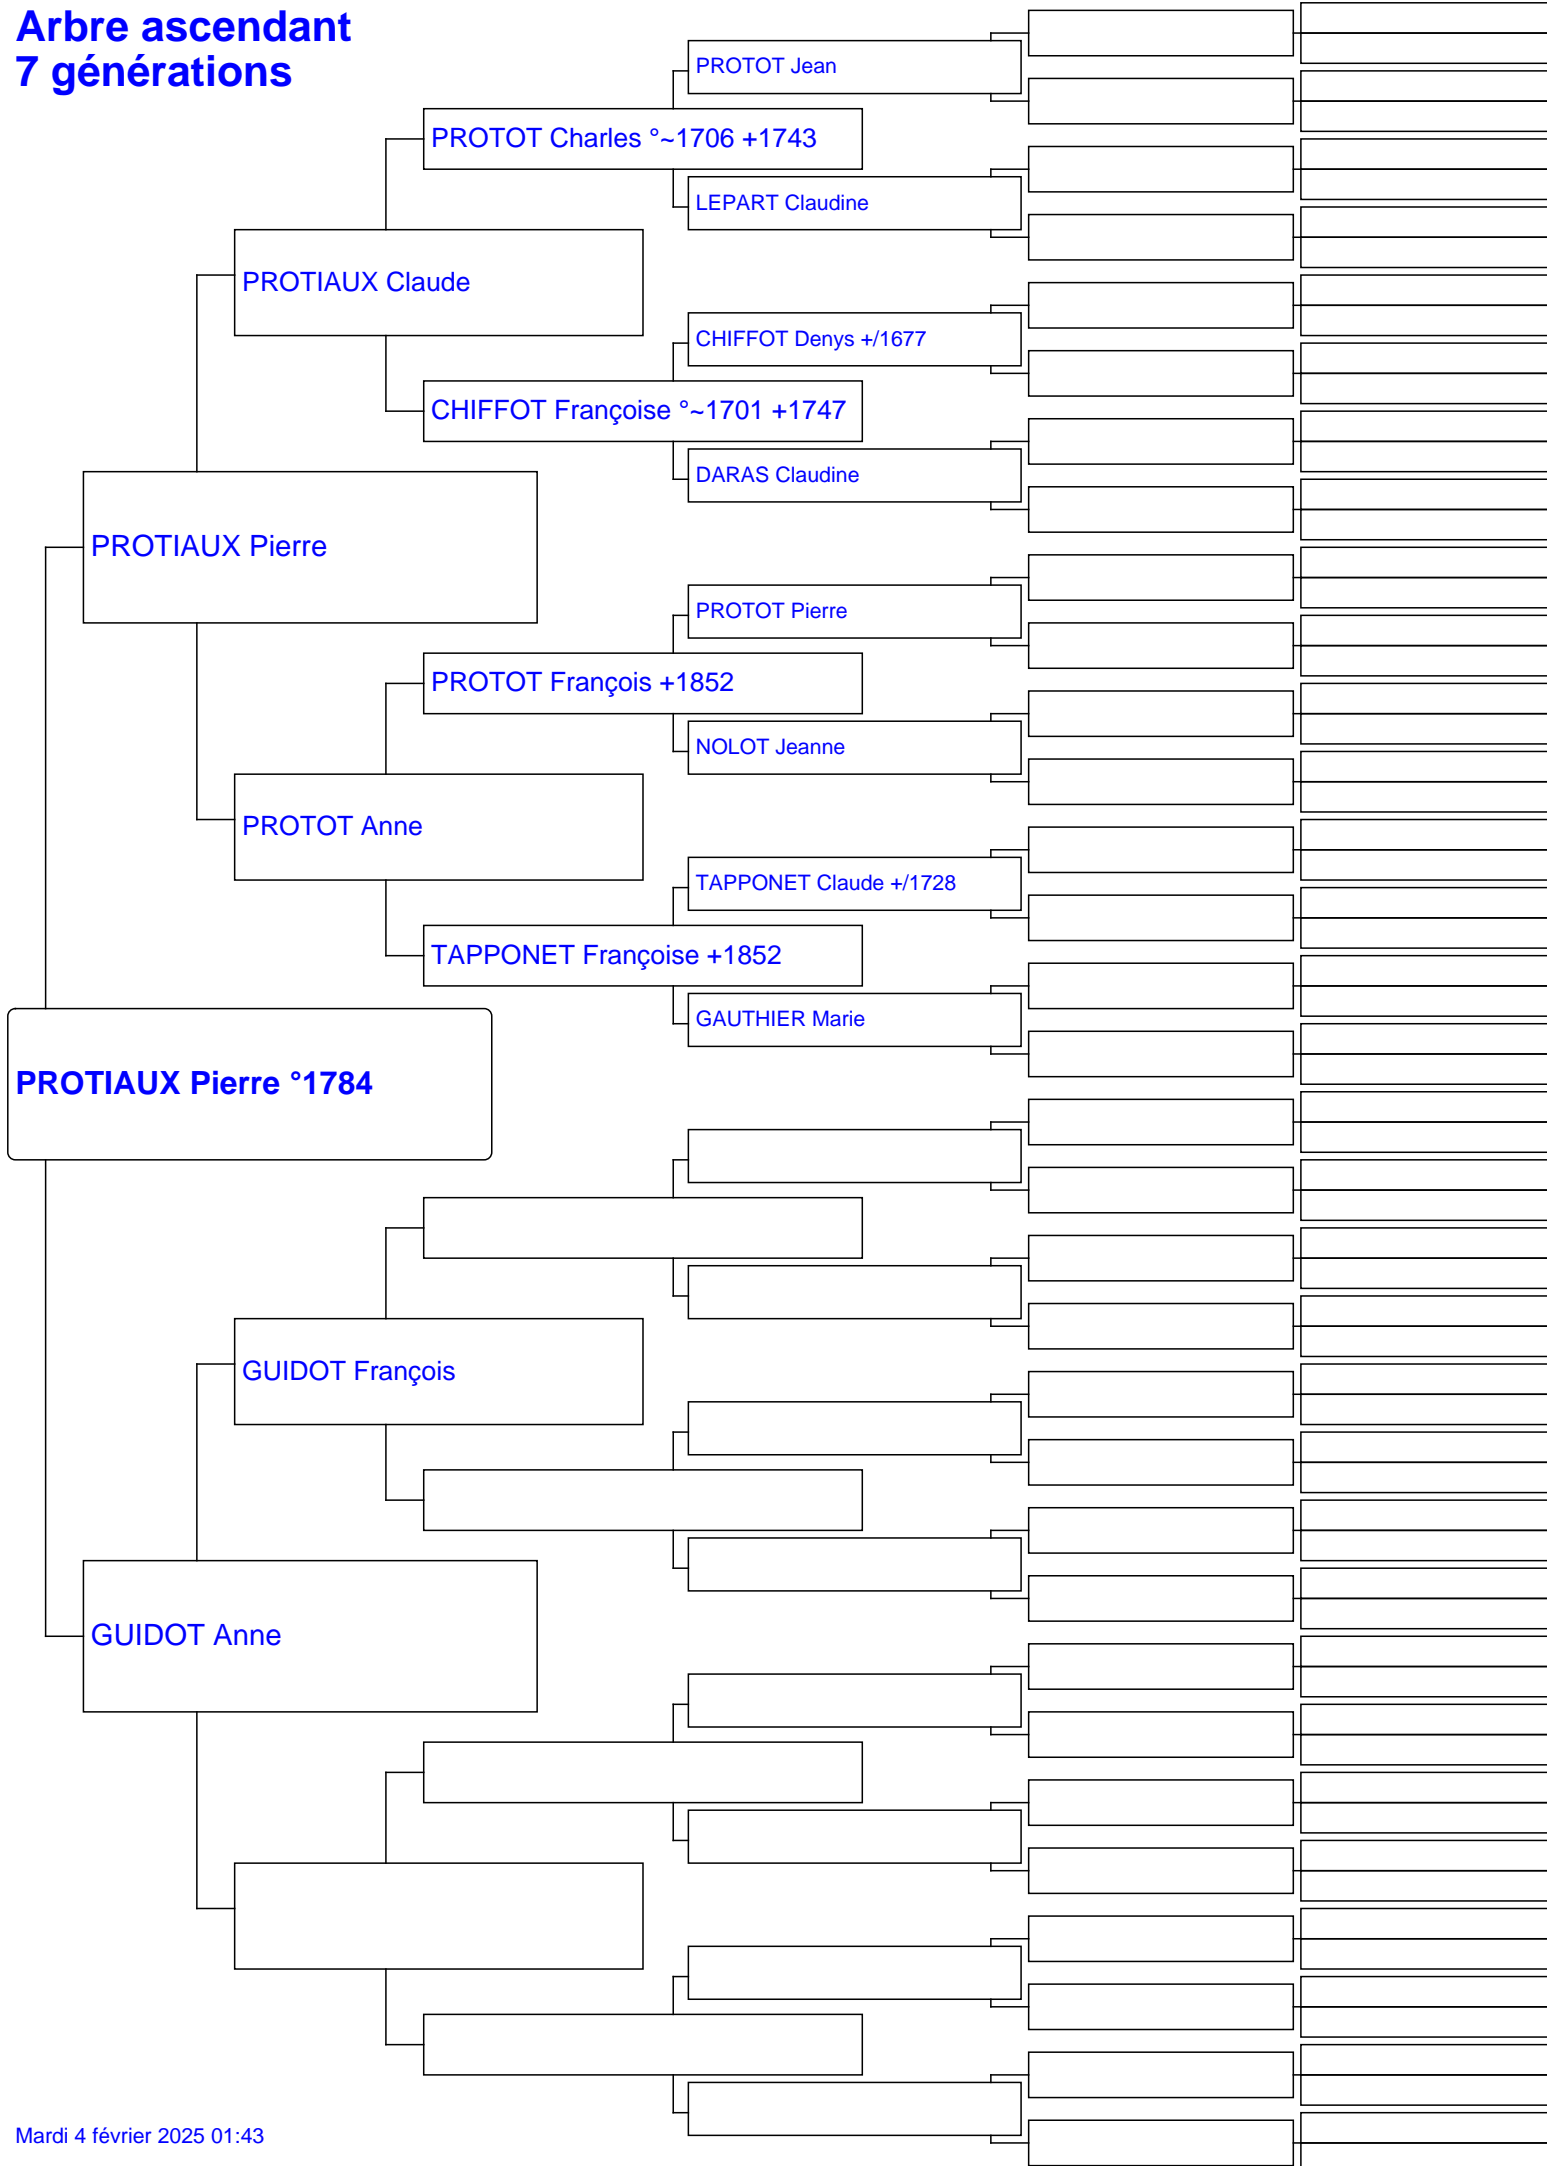 Arbre ascendant
7 générations
PROTOT Jean
PROTOT Charles °~1706 +1743
LEPART Claudine
PROTIAUX Claude
CHIFFOT Denys +/1677
CHIFFOT Françoise °~1701 +1747
DARAS Claudine
PROTIAUX Pierre
PROTOT Pierre
PROTOT François +1852
NOLOT Jeanne
PROTOT Anne
TAPPONET Claude +/1728
TAPPONET Françoise +1852
GAUTHIER Marie
PROTIAUX Pierre °1784
GUIDOT François
GUIDOT Anne
Mardi 4 février 2025 01:43